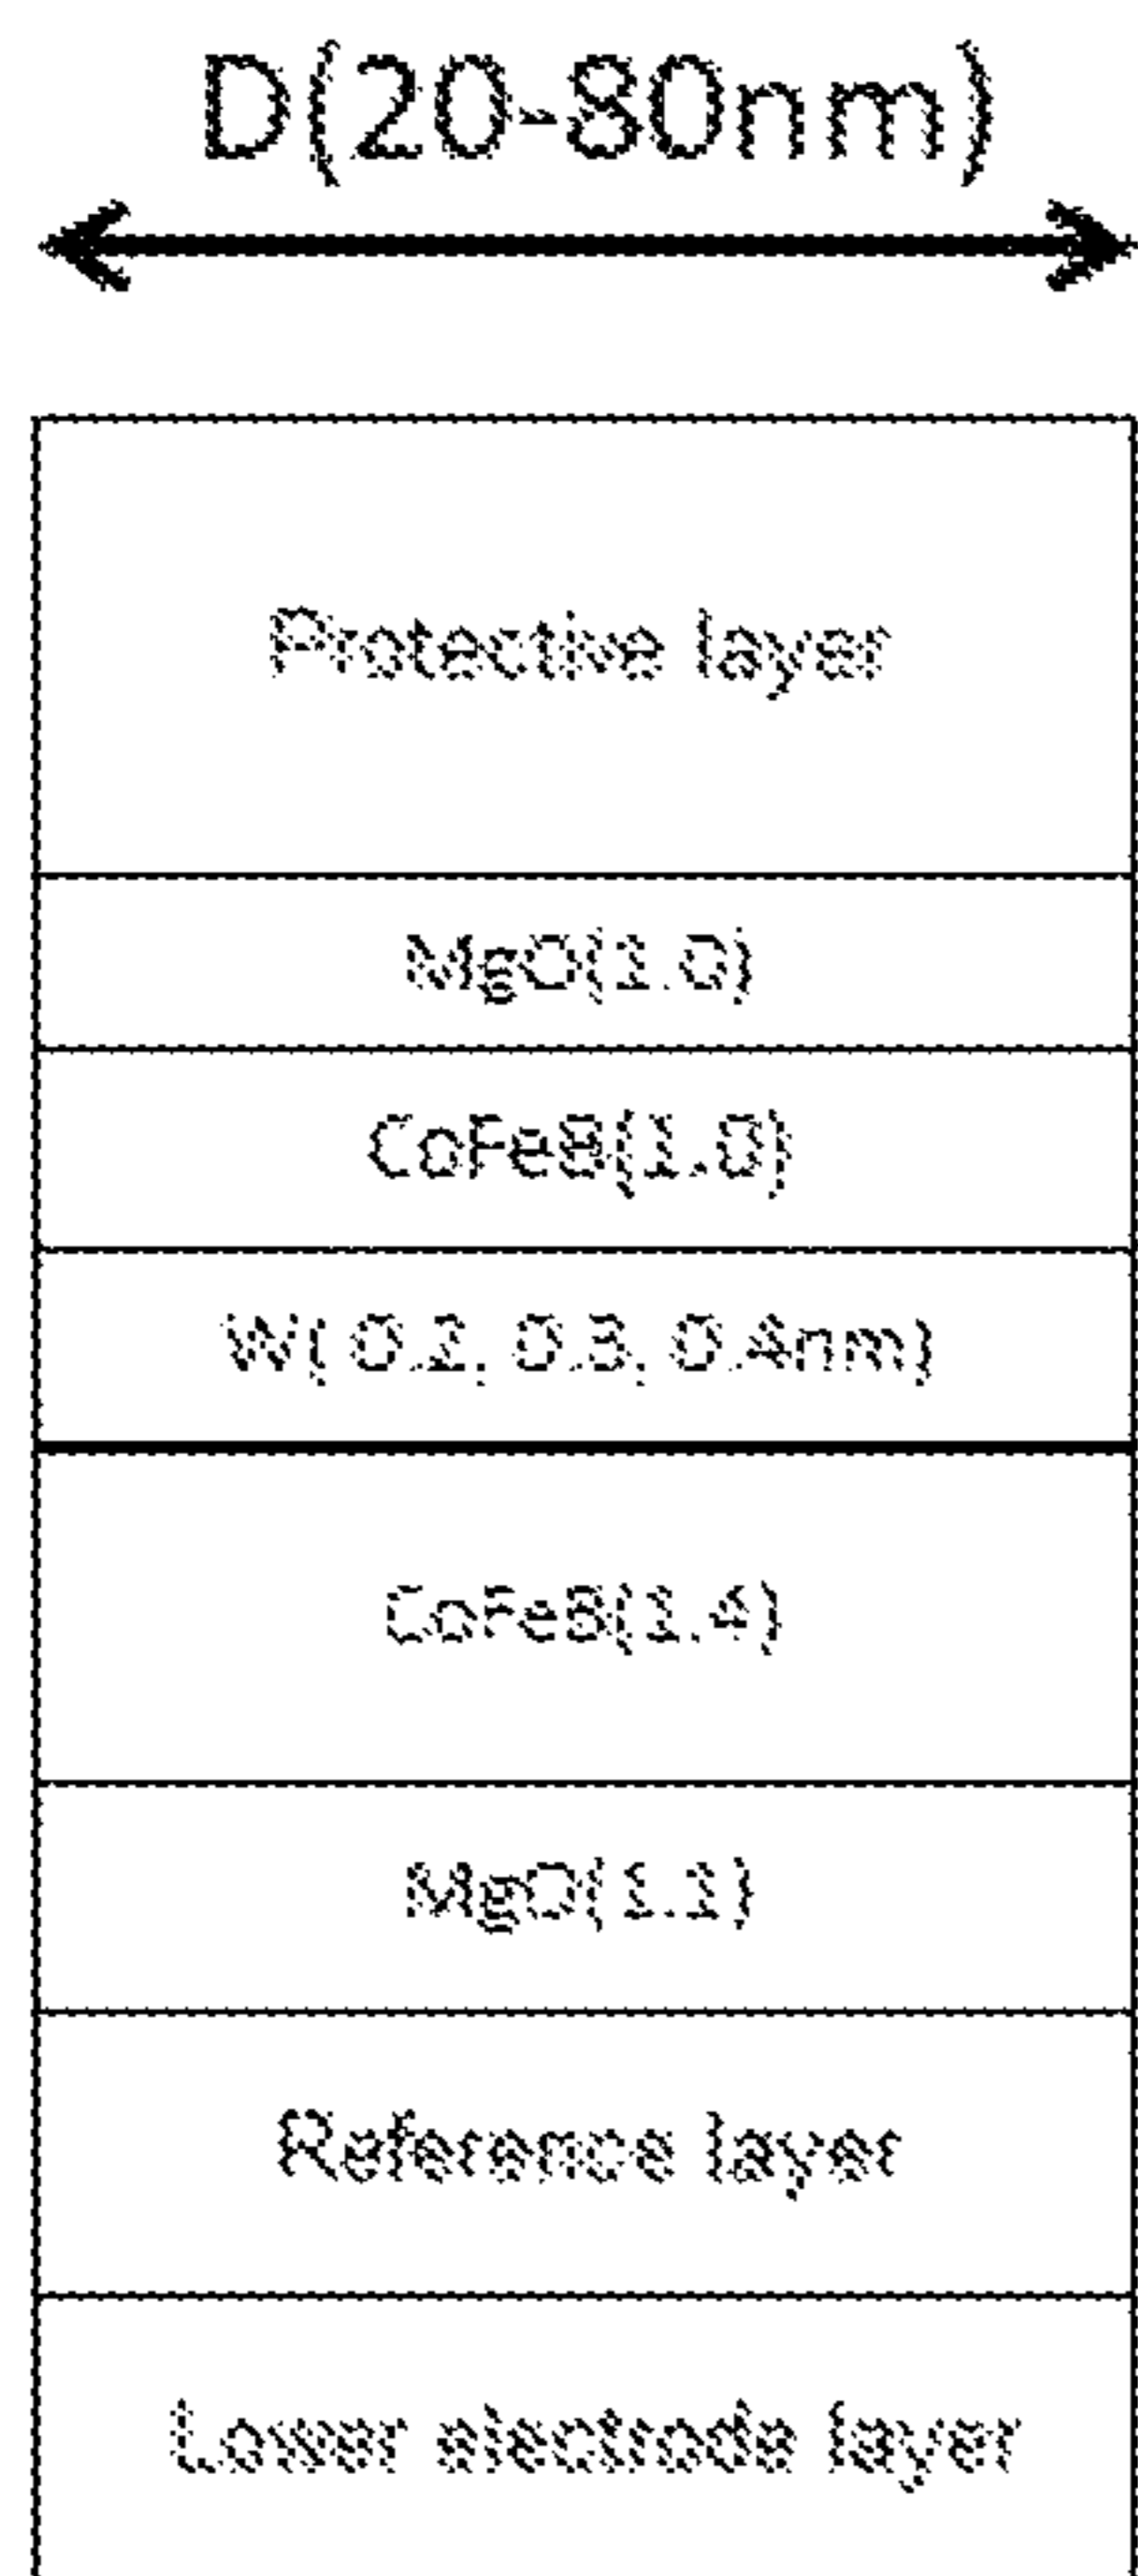 D(20-80nm)
Protective layer
MgO(1.0)
CoFeB(1.0)
W( 0.2, 0.3, 0.4nm)
CoFeB(1.4)
MgO(1.1)
Reference layer
Lower electrode layer